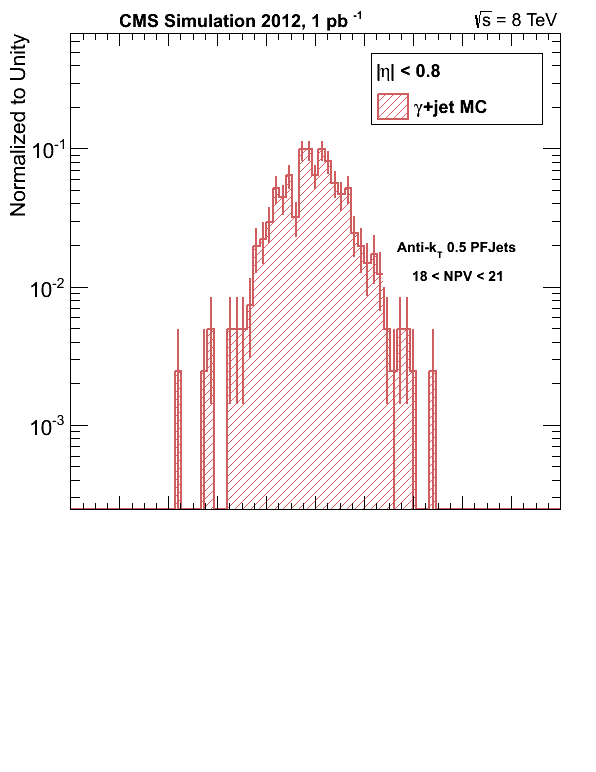 CMS Simulation 2012, 1 pb ⁻¹
√s = 8 TeV
Normalized to Unity
|η| < 0.8
γ+jet MC
10⁻¹
Anti-kT 0.5 PFJets
18 < NPV < 21
10⁻²
10⁻³